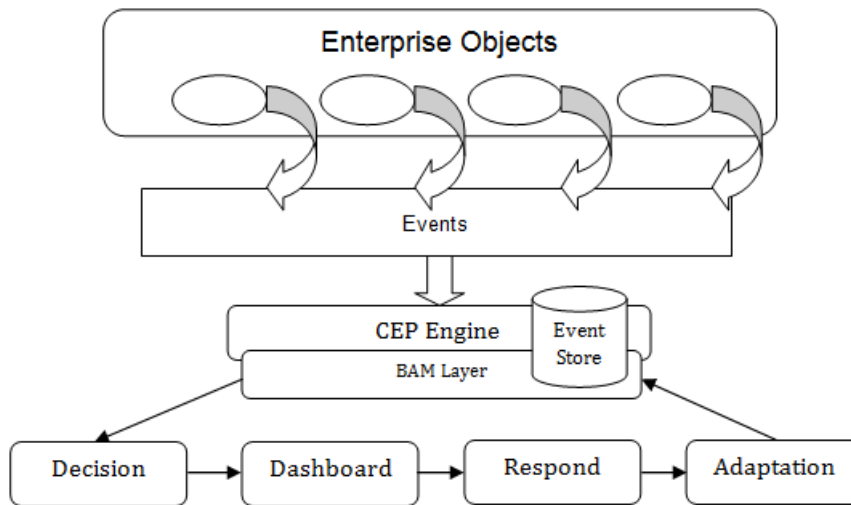 Enterprise Objects
Events
CEP Engine
Event
Store
BAM Layer
Decision
Dashboard
Respond
Adaptation